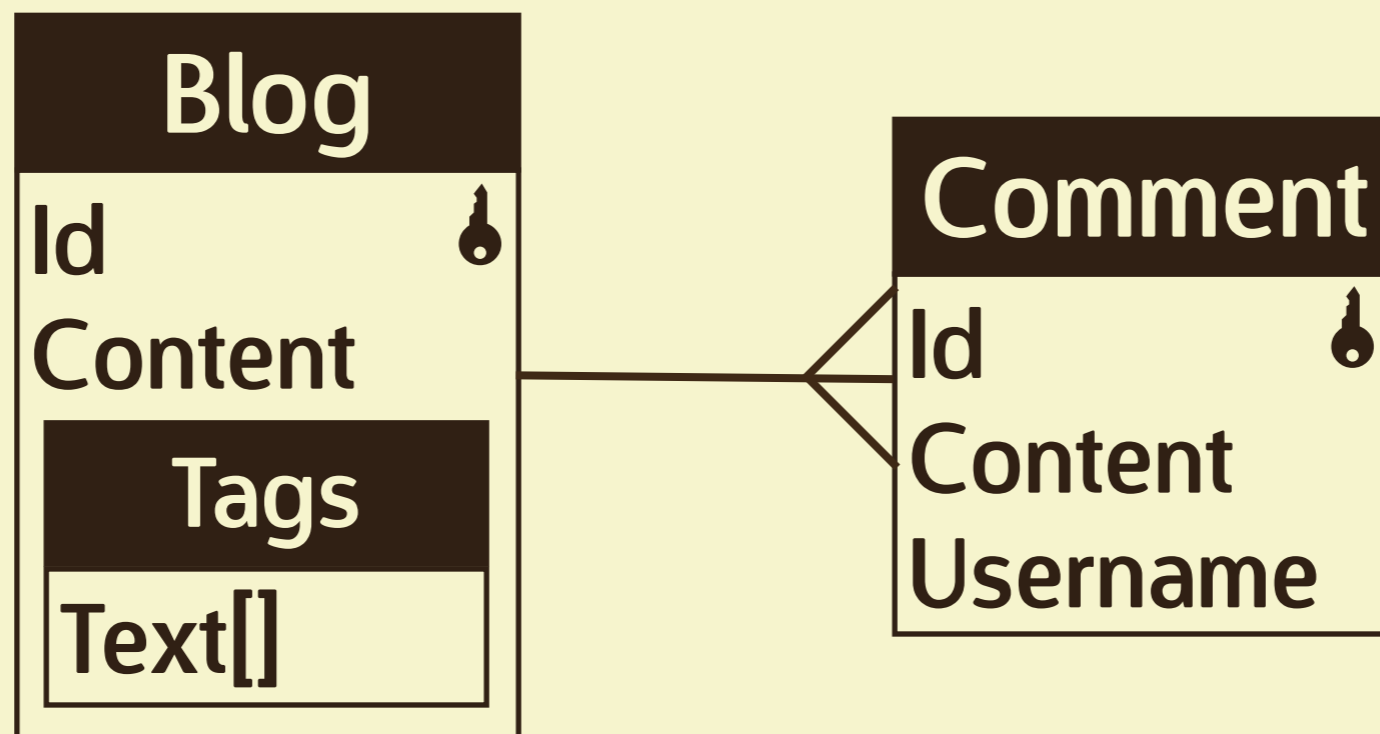 Blog
Id
Content
Tags
Text[]
Comment
Id
Content
Username